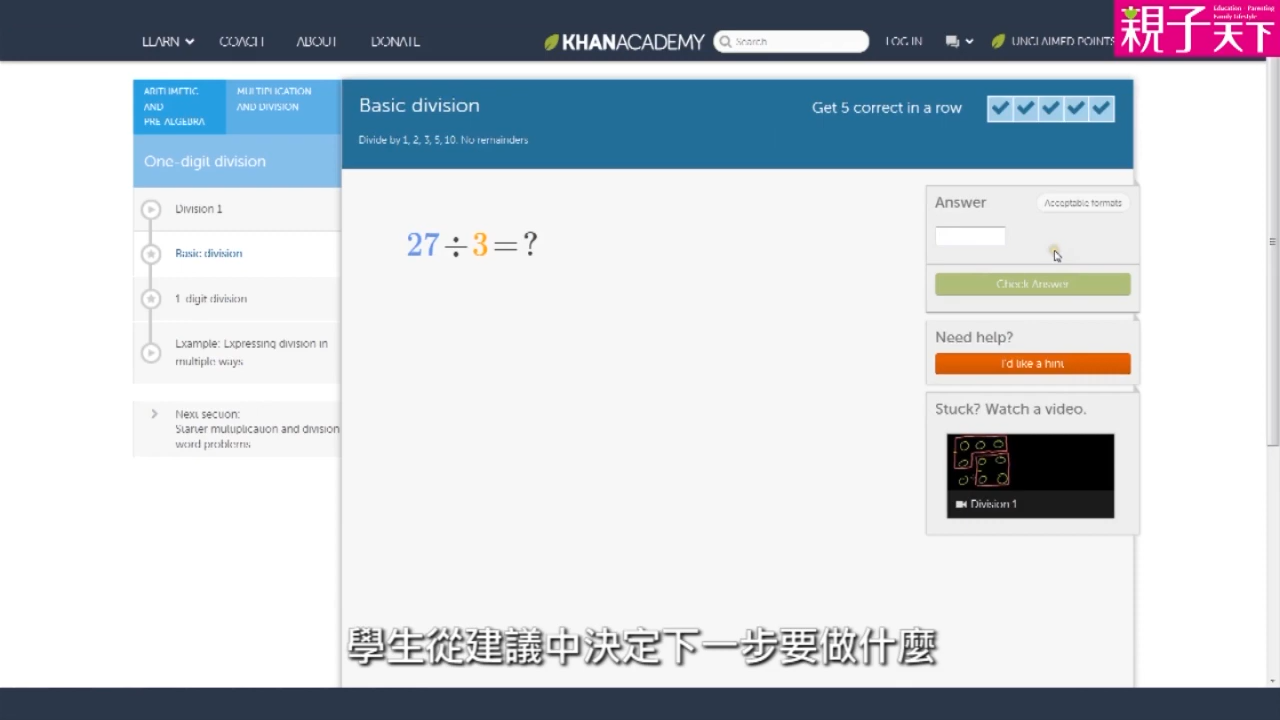 LEARN
COACH
ABOUT
DONATE
KHANACADEMY
Search
LOG IN
UNCLAIMED POINTS
親子天下
Education · Parenting
Family Lifestyle
ARITHMETIC
AND
PRE-ALGEBRA
MULTIPLICATION
AND DIVISION
One-digit division
Division 1
Basic division
1-digit division
Example: Expressing division in
multiple ways
Next section:
Starter multiplication and division
word problems
Basic division
Divide by 1, 2, 3, 5, 10. No remainders
Get 5 correct in a row
27÷3=?
Answer
Acceptable formats
Check Answer
Need help?
I'd like a hint
Stuck? Watch a video.
Division 1
學生從建議中決定下一步要做什麼